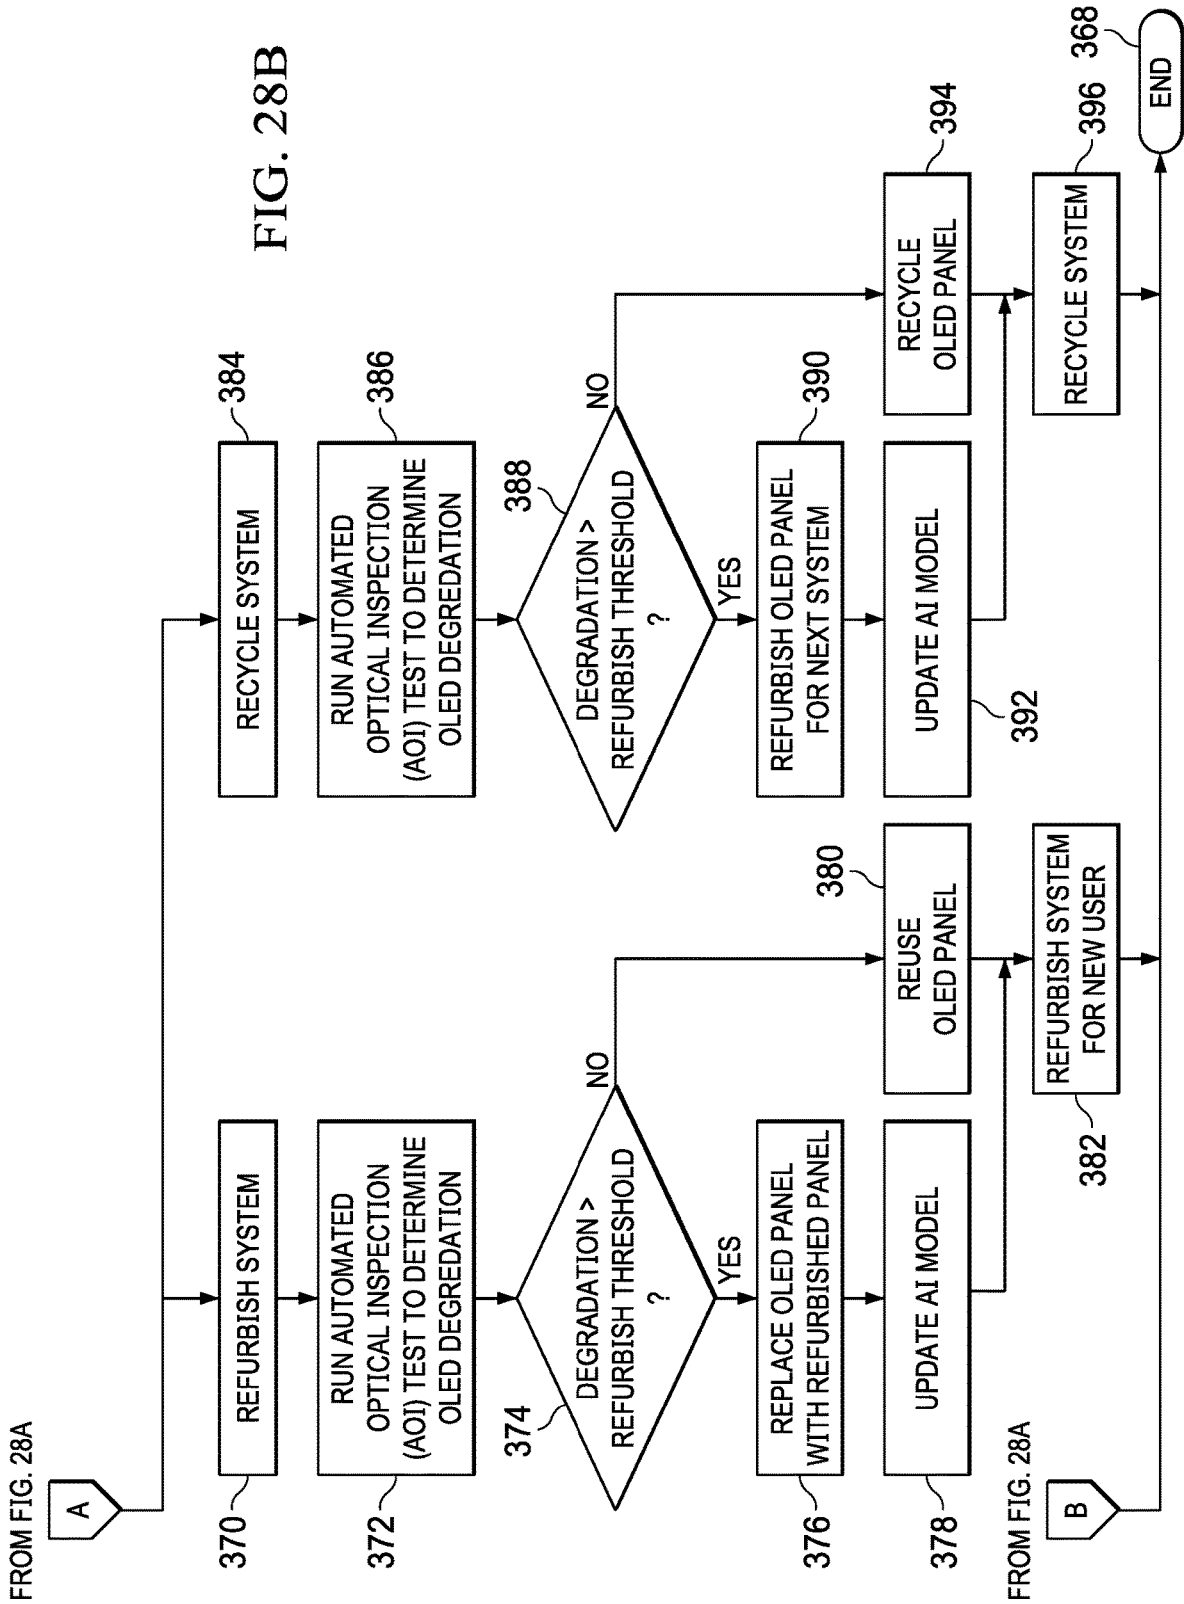 FIG. 28B
FROM FIG. 28A
A
370
REFURBISH SYSTEM
372
RUN AUTOMATED
OPTICAL INSPECTION
(AOI) TEST TO DETERMINE
OLED DEGREDATION
374
DEGRADATION >
REFURBISH THRESHOLD
?
NO
YES
376
REPLACE OLED PANEL
WITH REFURBISHED PANEL
378
UPDATE AI MODEL
380
REUSE
OLED PANEL
382
REFURBISH SYSTEM
FOR NEW USER
384
RECYCLE SYSTEM
386
RUN AUTOMATED
OPTICAL INSPECTION
(AOI) TEST TO DETERMINE
OLED DEGREDATION
388
DEGRADATION >
REFURBISH THRESHOLD
?
NO
YES
390
REFURBISH OLED PANEL
FOR NEXT SYSTEM
UPDATE AI MODEL
392
394
RECYCLE
OLED PANEL
396
RECYCLE SYSTEM
FROM FIG. 28A
B
END
368